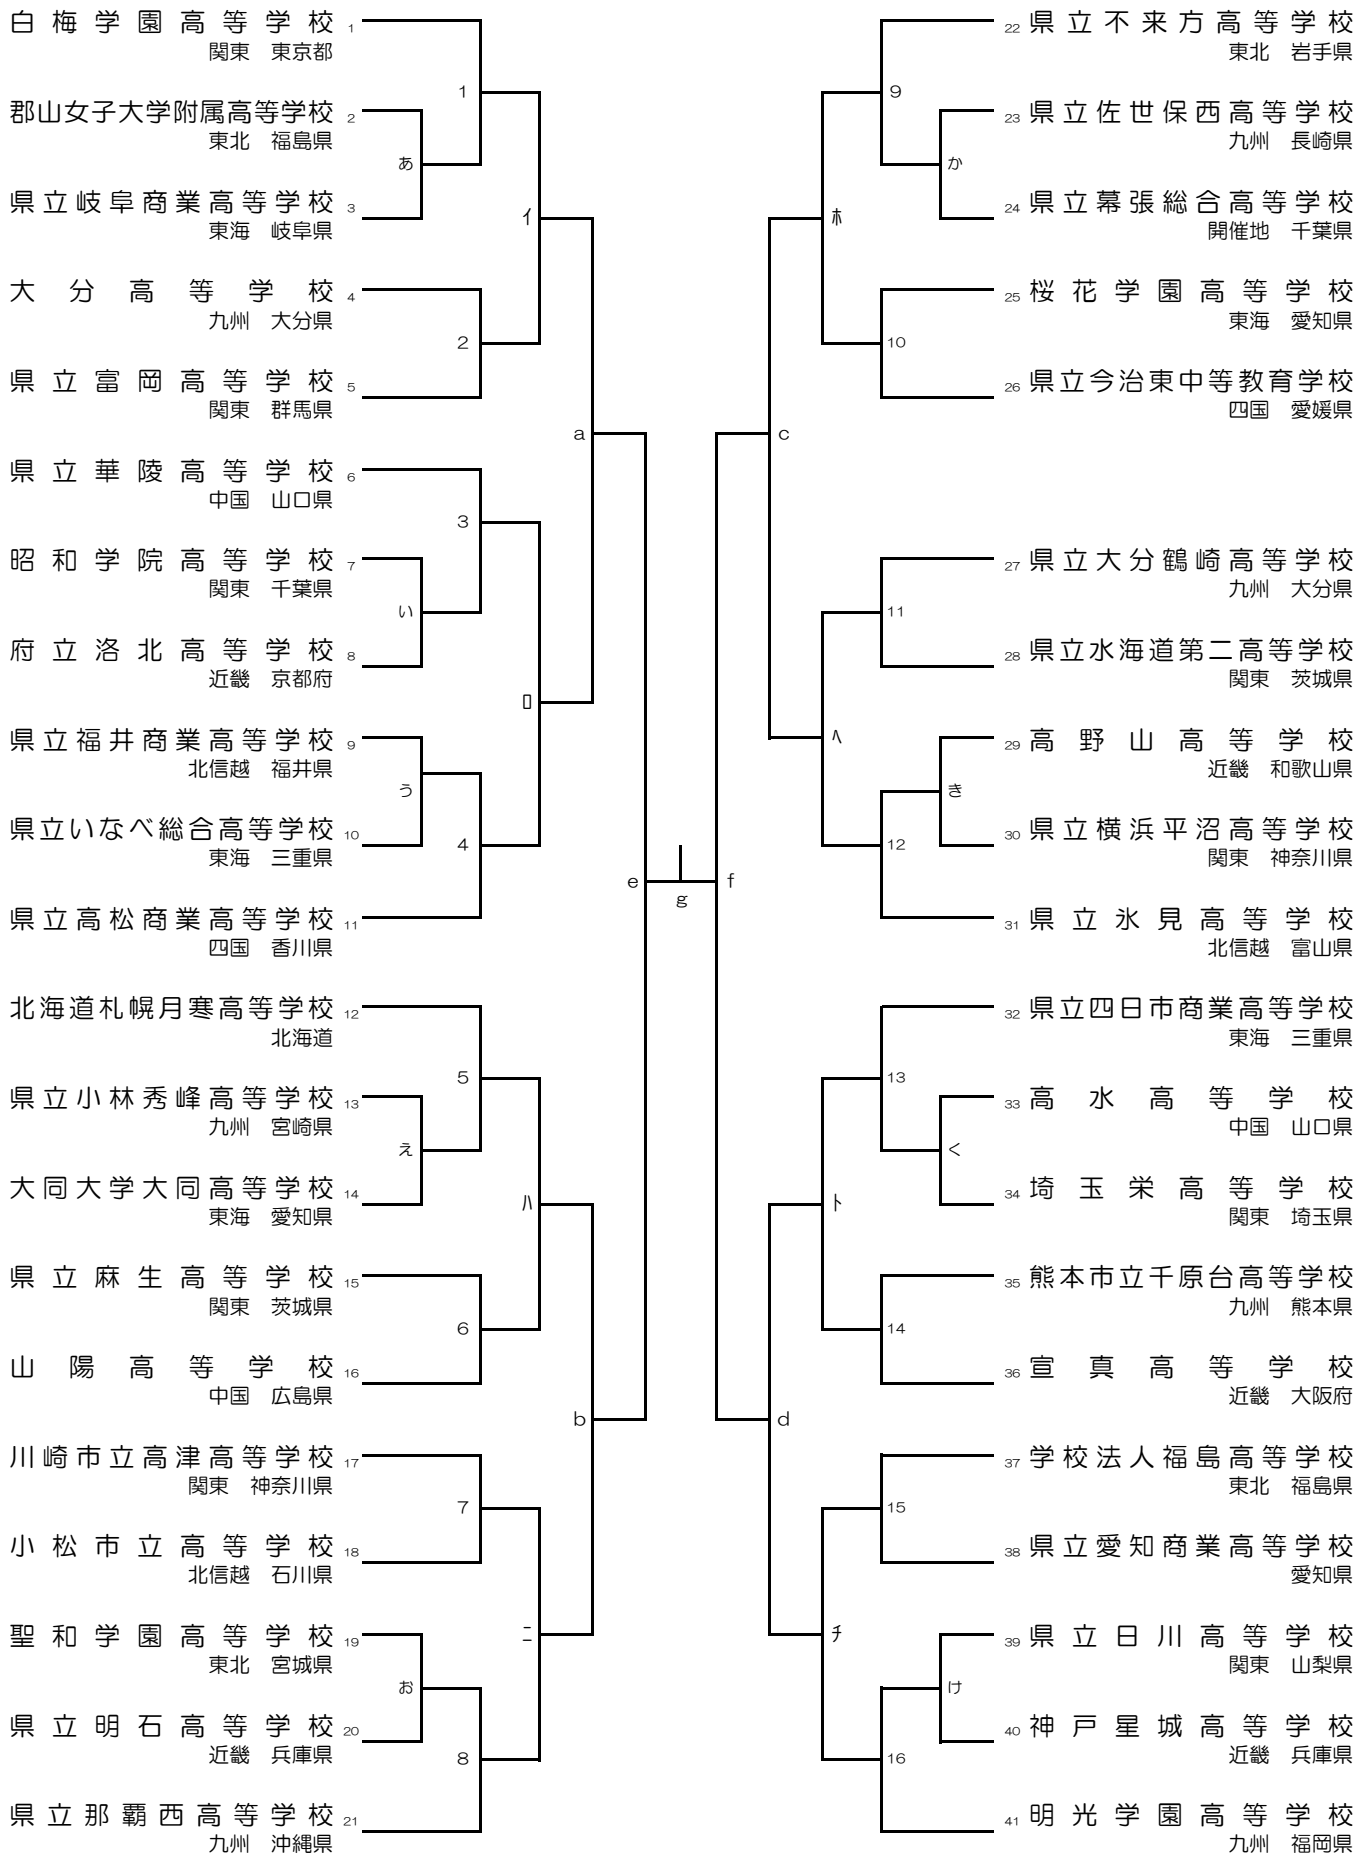 白梅学園高等学校 1
関東　東京都
1
郡山女子大学附属高等学校 2
東北　福島県
あ
県立岐阜商業高等学校 3
東海　岐阜県
イ
大分高等学校 4
九州　大分県
2
県立富岡高等学校 5
関東　群馬県
a
県立華陵高等学校 6
中国　山口県
3
昭和学院高等学校 7
関東　千葉県
い
府立洛北高等学校 8
近畿　京都府
ロ
県立福井商業高等学校 9
北信越　福井県
う
県立いなべ総合高等学校 10
東海　三重県
4
e
県立高松商業高等学校 11
四国　香川県
北海道札幌月寒高等学校 12
北海道
5
県立小林秀峰高等学校 13
九州　宮崎県
え
大同大学大同高等学校 14
東海　愛知県
ハ
県立麻生高等学校 15
関東　茨城県
6
山陽高等学校 16
中国　広島県
b
川崎市立高津高等学校 17
関東　神奈川県
7
小松市立高等学校 18
北信越　石川県
聖和学園高等学校 19
東北　宮城県
ニ
お
県立明石高等学校 20
近畿　兵庫県
8
県立那覇西高等学校 21
九州　沖縄県
g
22 県立不来方高等学校
東北　岩手県
9
23 県立佐世保西高等学校
九州　長崎県
か
24 県立幕張総合高等学校
開催地　千葉県
ホ
25 桜花学園高等学校
東海　愛知県
10
26 県立今治東中等教育学校
四国　愛媛県
c
27 県立大分鶴崎高等学校
九州　大分県
11
28 県立水海道第二高等学校
関東　茨城県
ヘ
29 高野山高等学校
近畿　和歌山県
き
30 県立横浜平沼高等学校
関東　神奈川県
12
f
31 県立氷見高等学校
北信越　富山県
32 県立四日市商業高等学校
東海　三重県
13
33 高水高等学校
中国　山口県
く
34 埼玉栄高等学校
関東　埼玉県
ト
35 熊本市立千原台高等学校
九州　熊本県
14
36 宣真高等学校
近畿　大阪府
d
37 学校法人福島高等学校
東北　福島県
15
38 県立愛知商業高等学校
愛知県
39 県立日川高等学校
関東　山梨県
チ
け
40 神戸星城高等学校
近畿　兵庫県
16
41 明光学園高等学校
九州　福岡県